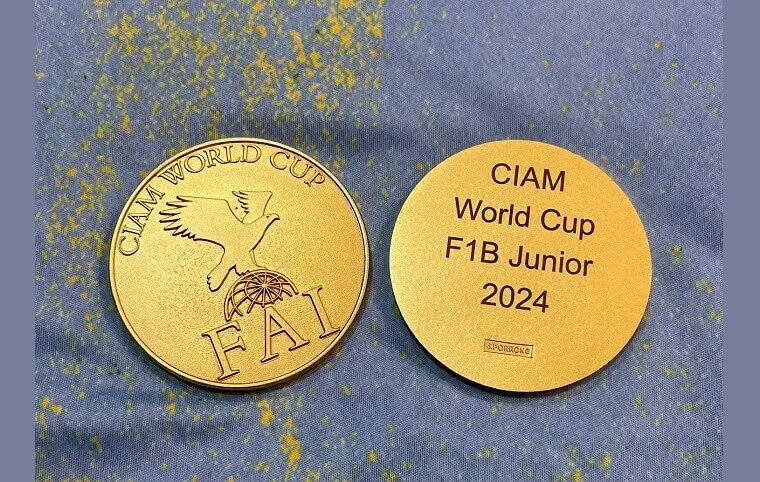 CIAM WORLD CUP
FAI
CIAM
World Cup
F1B Junior
2024
SPORRONG